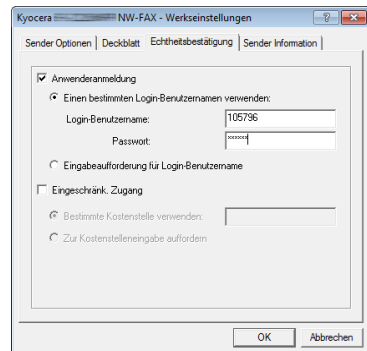 Kyocera NW-FAX - Werkseinstellungen
Sender Optionen | Deckblatt | Echtheitsbestätigung | Sender Information
Anwenderanmeldung
Einen bestimmten Login-Benutzernamen verwenden:
Login-Benutzername: 105796
Passwort: ××××××
Eingabeaufforderung für Login-Benutzername
Eingeschränk. Zugang
Bestimmte Kostenstelle verwenden:
Zur Kostenstelleneingabe auffordern
OK Abbrechen